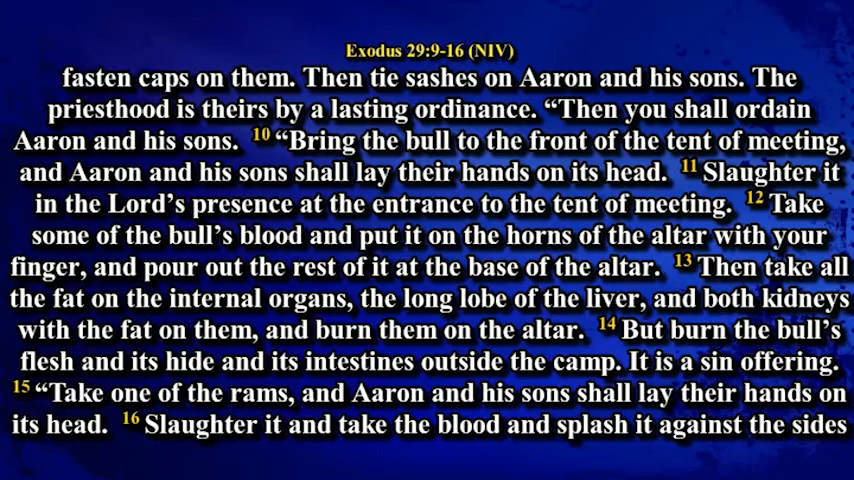 Exodus 29:9-16 (NIV)
fasten caps on them. Then tie sashes on Aaron and his sons. The
priesthood is theirs by a lasting ordinance. “Then you shall ordain
Aaron and his sons. 10 “Bring the bull to the front of the tent of meeting,
and Aaron and his sons shall lay their hands on its head. 11 Slaughter it
in the Lord’s presence at the entrance to the tent of meeting. 12 Take
some of the bull’s blood and put it on the horns of the altar with your
finger, and pour out the rest of it at the base of the altar. 13 Then take all
the fat on the internal organs, the long lobe of the liver, and both kidneys
with the fat on them, and burn them on the altar. 14 But burn the bull’s
flesh and its hide and its intestines outside the camp. It is a sin offering.
15 “Take one of the rams, and Aaron and his sons shall lay their hands on
its head. 16 Slaughter it and take the blood and splash it against the sides